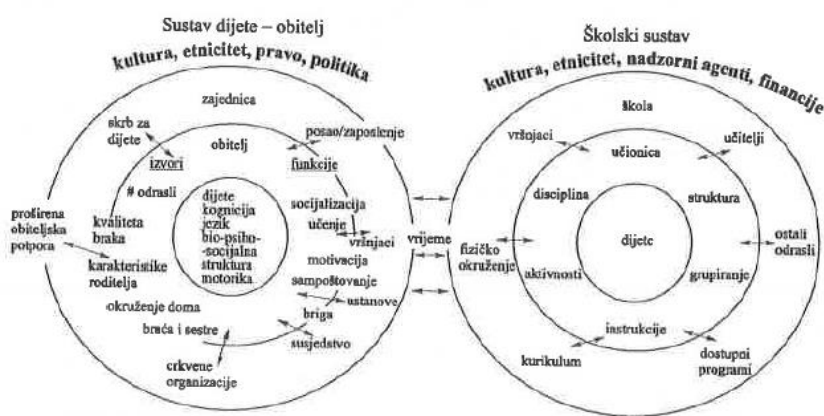 Sustav dijete – obitelj
kultura, etnicitet, pravo, politika
zajednica
skrb za
dijete
obitelj
posao/zaposlenje
izvori
funkcije
# odrasli
dijete
kognicija
jezik
bio-psiho-
-socijalna
struktura
motorika
socijalizacija
učenje
vršnjaci
motivacija
sampoštovanje
ustanove
briga
susjedstvo
proširena
obiteljska
potpora
kvaliteta
braka
karakteristike
roditelja
okruženje doma
braća i sestre
crkvene
organizacije
vrijeme
Školski sustav
kultura, etnicitet, nadzorni agenti, financije
škola
vršnjaci
učionica
učitelji
disciplina
struktura
dijete
fizičko
okruženje
ostali
odrasli
aktivnosti
grupiranje
instrukcije
kurikulum
dostupni
programi